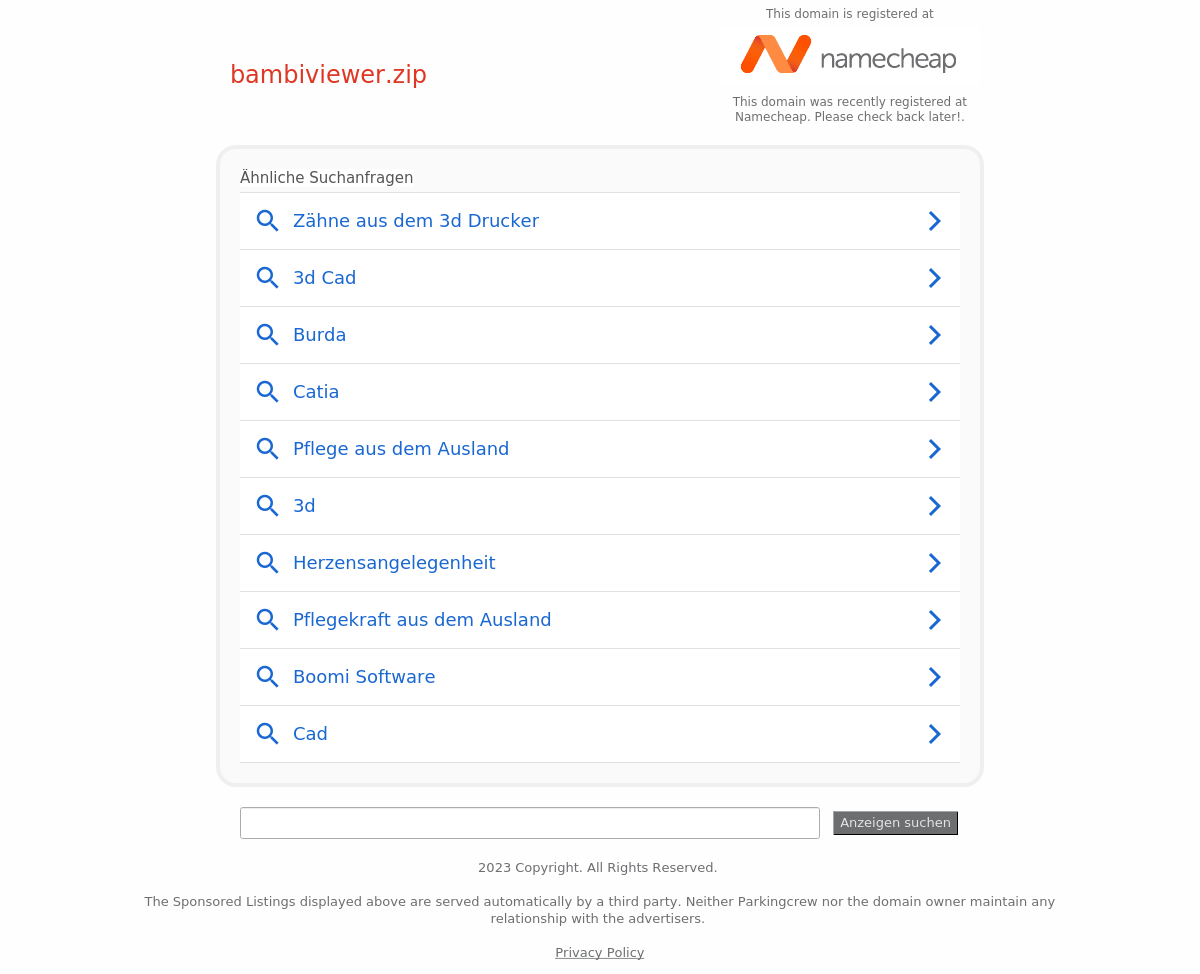 This domain is registered at
namecheap
bambiviewer.zip
This domain was recently registered at
Namecheap. Please check back later!.
Ähnliche Suchanfragen
Zähne aus dem 3d Drucker
3d Cad
Burda
Catia
Pflege aus dem Ausland
3d
Herzensangelegenheit
Pflegekraft aus dem Ausland
Boomi Software
Cad
Anzeigen suchen
2023 Copyright. All Rights Reserved.
The Sponsored Listings displayed above are served automatically by a third party. Neither Parkingcrew nor the domain owner maintain any
relationship with the advertisers.
Privacy Policy